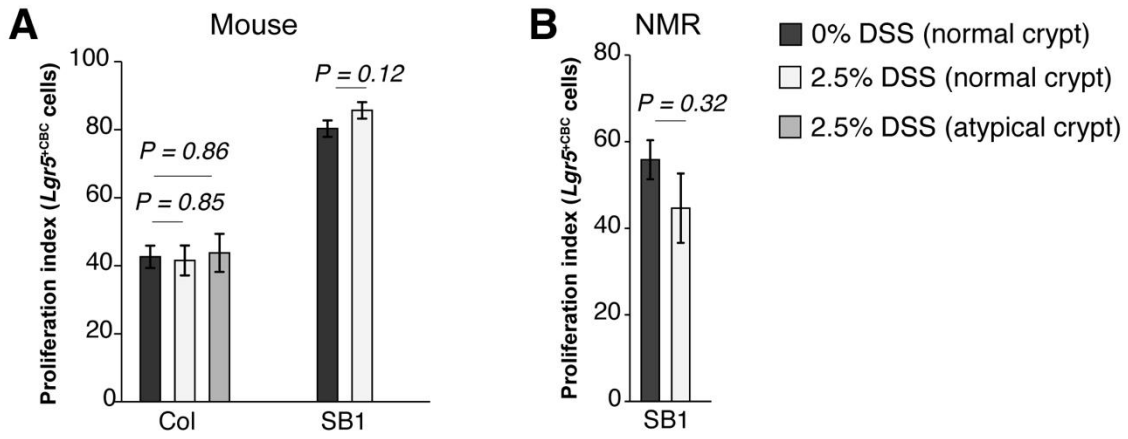 A
Mouse
Proliferation index (Lgr5+CBC cells)
100
80
60
40
20
0
P = 0.86
P = 0.85
P = 0.12
Col
SB1
B
NMR
Proliferation index (Lgr5+CBC cells)
80
60
40
20
0
P = 0.32
SB1
0% DSS (normal crypt)
2.5% DSS (normal crypt)
2.5% DSS (atypical crypt)